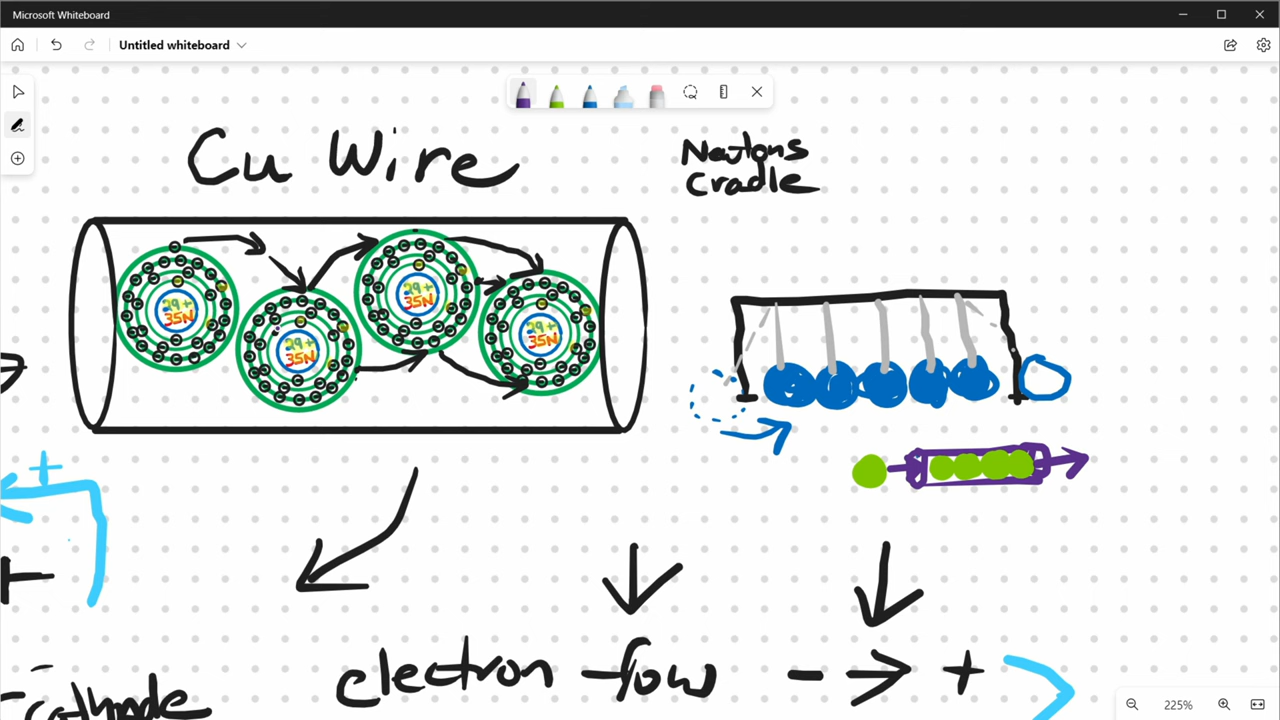 Microsoft Whiteboard
Untitled whiteboard
Cu Wire
Newtons
Cradle
29+
35N
29+
35N
29+
35N
29+
35N
+
+
electron flow - → +
cathode
225%